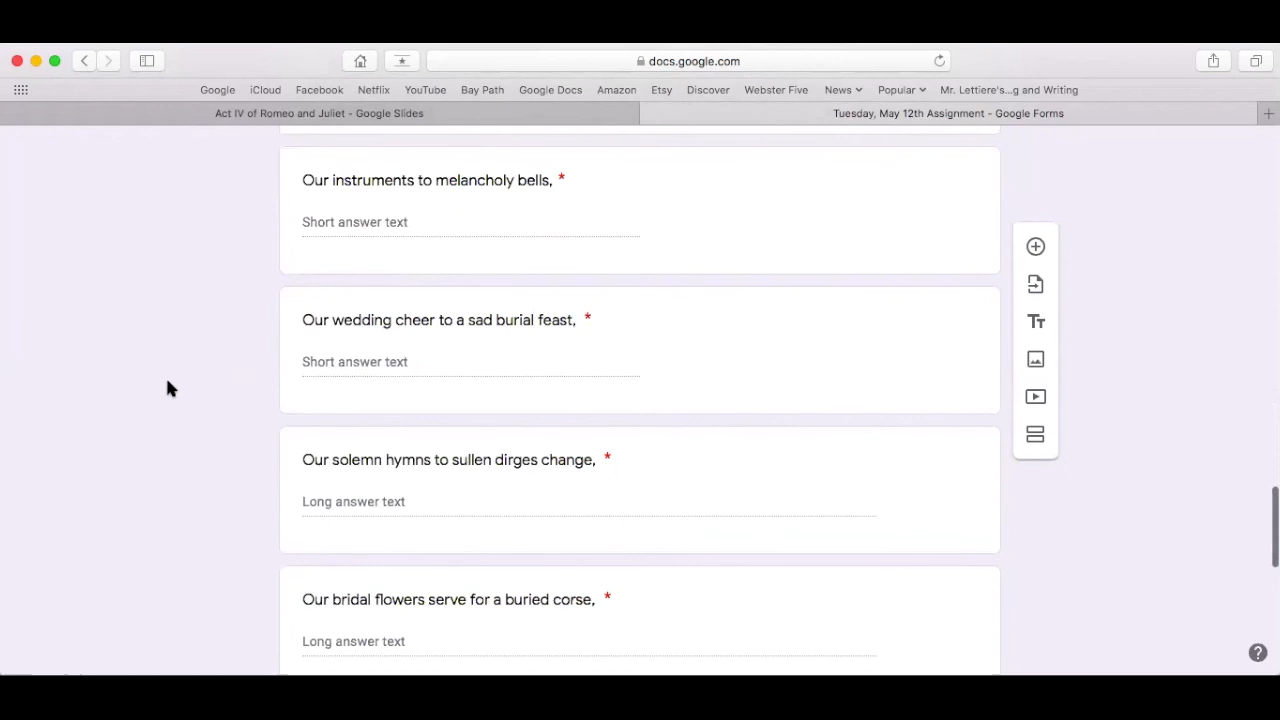 docs.google.com
Google iCloud Facebook Netflix YouTube Bay Path Google Docs Amazon Etsy Discover Webster Five News Popular Mr. Lettiere's...g and Writing
Act IV of Romeo and Juliet - Google Slides
Tuesday, May 12th Assignment - Google Forms
Our instruments to melancholy bells, *
Short answer text
Our wedding cheer to a sad burial feast, *
Short answer text
Tт
Our solemn hymns to sullen dirges change, *
Long answer text
Our bridal flowers serve for a buried corse, *
Long answer text
?